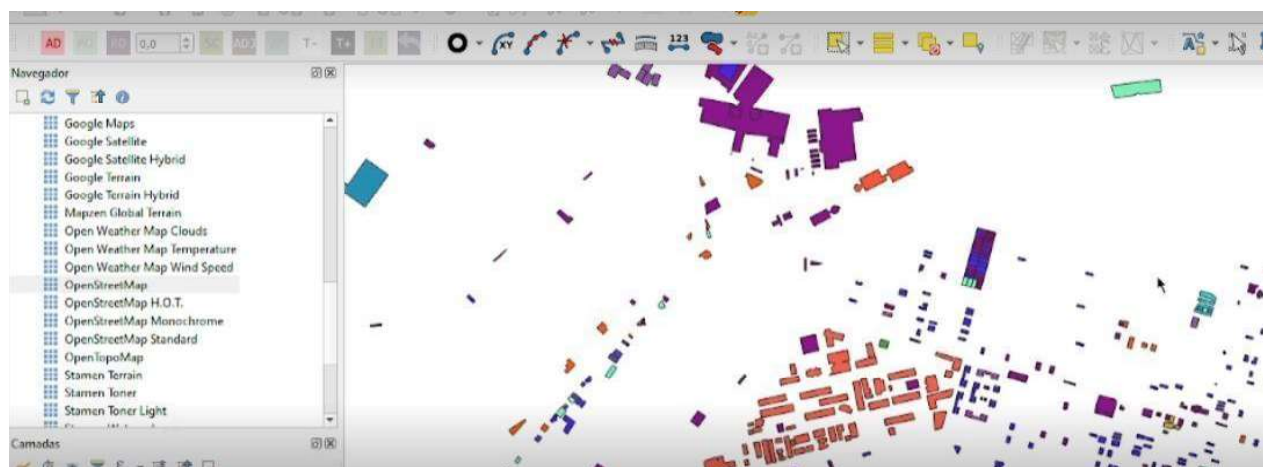 AD 0,0 T- T+ XY 123
Navegador
Google Maps
Google Satellite
Google Satellite Hybrid
Google Terrain
Google Terrain Hybrid
Mapzen Global Terrain
Open Weather Map Clouds
Open Weather Map Temperature
Open Weather Map Wind Speed
OpenStreetMap
OpenStreetMap H.O.T.
OpenStreetMap Monochrome
OpenStreetMap Standard
OpenTopoMap
Stamen Terrain
Stamen Toner
Stamen Toner Light
Camadas